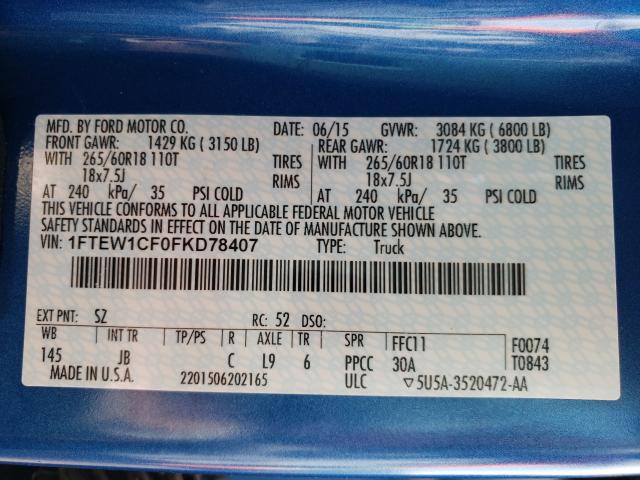 MFD. BY FORD MOTOR CO. DATE: 06/15 GVWR: 3084 KG (6800 LB)
FRONT GAWR: 1429 KG (3150 LB) REAR GAWR: 1724 KG (3800 LB)
WITH 265/60R18 110T TIRES WITH 265/60R18 110T TIRES
18x7.5J RIMS 18x7.5J RIMS
AT 240 kPa/ 35 PSI COLD AT 240 kPa/ 35 PSI COLD
THIS VEHICLE CONFORMS TO ALL APPLICABLE FEDERAL MOTOR VEHICLE
SAFETY STANDARDS IN EFFECT ON THE DATE OF MANUFACTURE SHOWN ABOVE.
VIN: 1FTEW1CF0FKD78407 TYPE: Truck
EXT PNT: SZ RC: 52 DSO:
WB INT TR TP/PS R AXLE TR SPR FFC11 F0074
145 JB C L9 6 PPCC 30A T0843
MADE IN U.S.A. 2201506202165 ULC ▽5U5A-3520472-AA